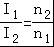 I₁/I₂ = n₂/n₁